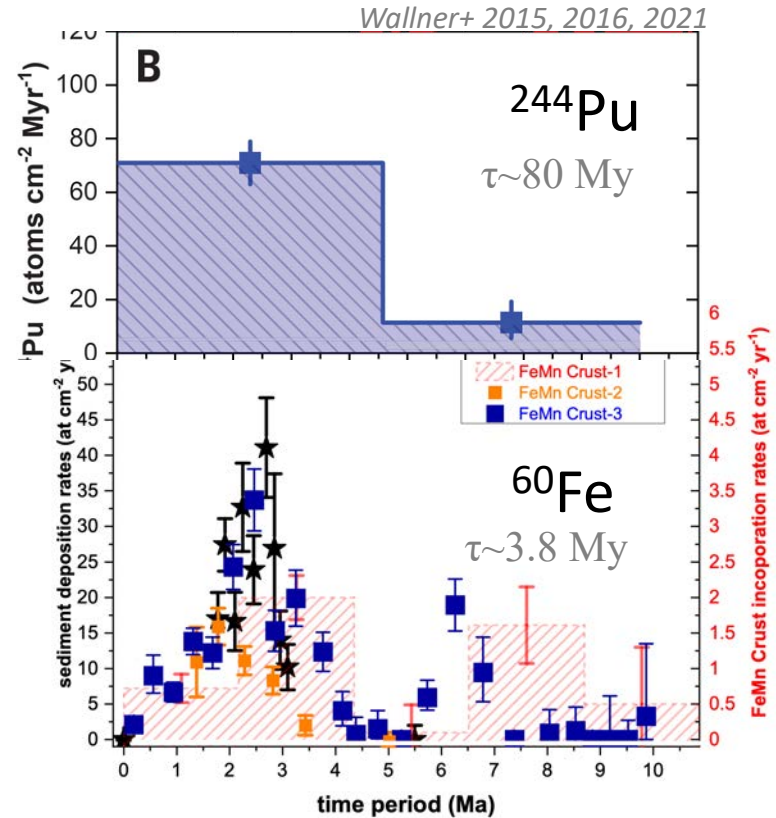 Wallner+ 2015, 2016, 2021
B
²⁴⁴Pu
τ~80 My
Pu (atoms cm⁻² Myr⁻¹)
120
100
80
60
40
20
0
6
5.5
FeMn Crust-1
FeMn Crust-2
FeMn Crust-3
⁶⁰Fe
τ~3.8 My
sediment deposition rates (at cm⁻² y
50
45
40
35
30
25
20
15
10
5
0
5
4.5
4
3.5
3
2.5
2
1.5
1
0.5
0
FeMn Crust incoporation rates (at cm⁻² yr⁻¹)
0 1 2 3 4 5 6 7 8 9 10
time period (Ma)